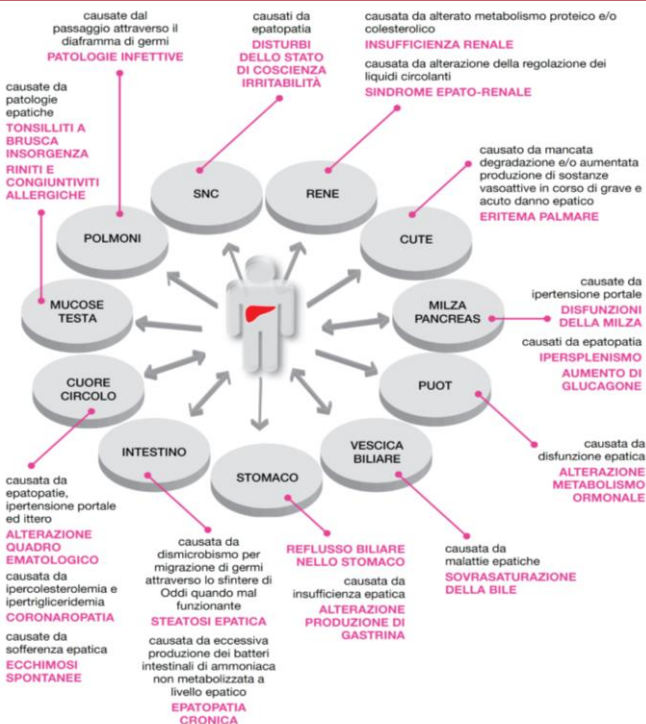 causate dal
passaggio attraverso il
diaframma di germi
PATOLOGIE INFETTIVE
causati da
epatopatia
DISTURBI
DELLO STATO
DI COSCIENZA
IRRITABILITÀ
causata da alterato metabolismo proteico e/o
colesterolico
INSUFFICIENZA RENALE
causata da alterazione della regolazione dei
liquidi circolanti
SINDROME EPATO-RENALE
causate da
patologie
epatiche
TONSILLITI A
BRUSCA
INSORGENZA
RINITI E
CONGIUNTIVITI
ALLERGICHE
causato da mancata
degradazione e/o aumentata
produzione di sostanze
vasoattive in corso di grave e
acuto danno epatico
ERITEMA PALMARE
SNC
RENE
POLMONI
CUTE
MUCOSE
TESTA
MILZA
PANCREAS
causate da
ipertensione portale
DISFUNZIONI
DELLA MILZA
causati da epatopatia
IPERSPLENISMO
AUMENTO DI
GLUCAGONE
CUORE
CIRCOLO
PUOT
INTESTINO
STOMACO
VESCICA
BILIARE
causata da
disfunzione epatica
ALTERAZIONE
METABOLISMO
ORMONALE
causata da
epatopatie,
ipertensione portale
ed ittero
ALTERAZIONE
QUADRO
EMATOLOGICO
causata da
ipercolesterolemia e
ipertrigliceridemia
CORONAROPATIA
causate da
sofferenza epatica
ECCHIMOSI
SPONTANEE
causata da
dismicrobismo per
migrazione di germi
attraverso lo sfintere di
Oddi quando mal
funzionante
STEATOSI EPATICA
causata da eccessiva
produzione dei batteri
intestinali di ammoniaca
non metabolizzata a
livello epatico
EPATOPATIA
CRONICA
REFLUSSO BILIARE
NELLO STOMACO
causata da
insufficienza epatica
ALTERAZIONE
PRODUZIONE DI
GASTRINA
causata da
malattie epatiche
SOVRASATURAZIONE
DELLA BILE